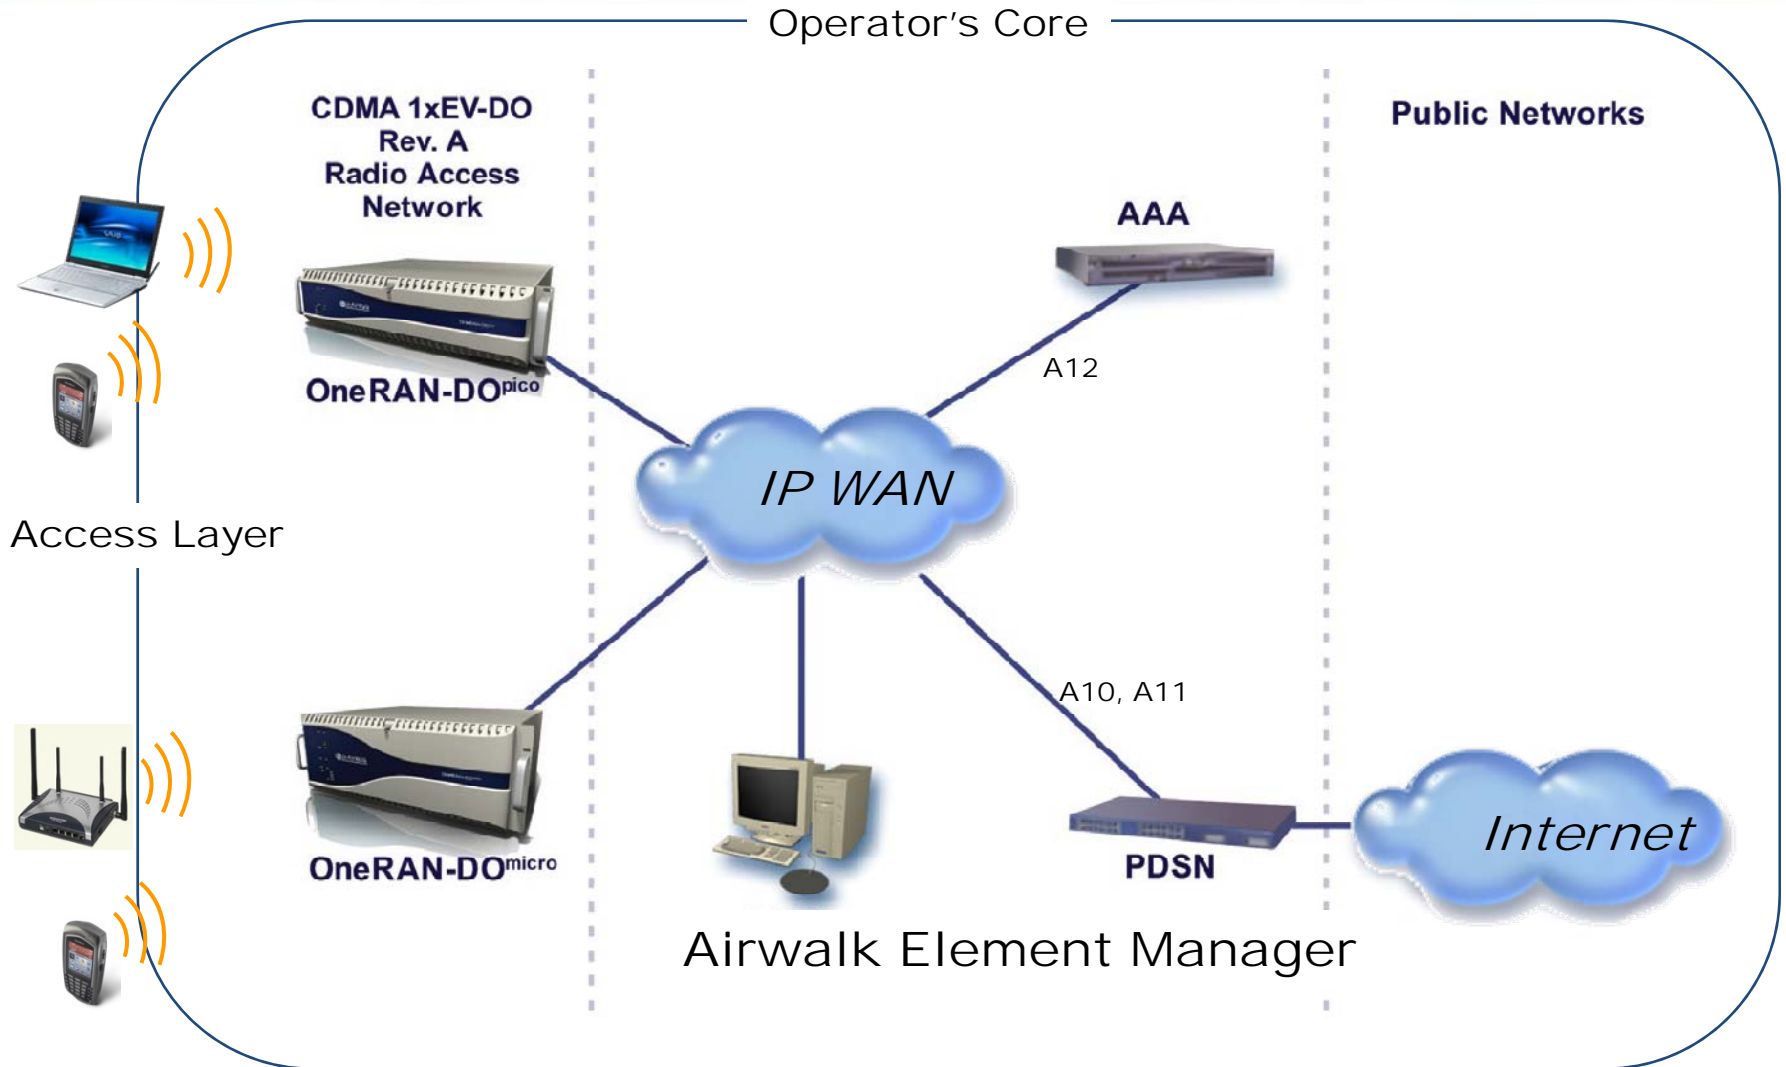 Operator's Core
CDMA 1xEV-DO
Rev. A
Radio Access
Network
Public Networks
AAA
A12
OneRAN-DOpico
IP WAN
Access Layer
A10, A11
OneRAN-DOmicro
PDSN
Internet
Airwalk Element Manager